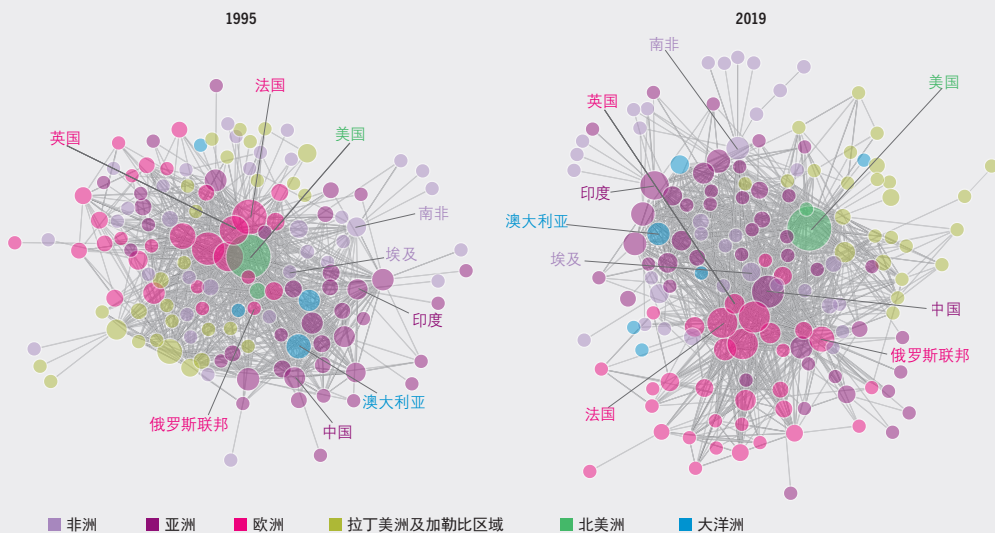 1995
2019
法国
英国
美国
南非
埃及
印度
澳大利亚
俄罗斯联邦
中国
南非
美国
英国
印度
澳大利亚
埃及
中国
俄罗斯联邦
法国
非洲 亚洲 欧洲 拉丁美洲及加勒比区域 北美洲 大洋洲